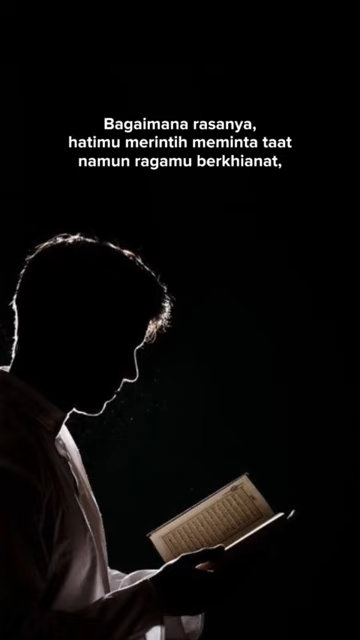 Bagaimana rasanya,
hatimu merintih meminta taat
namun ragamu berkhianat,